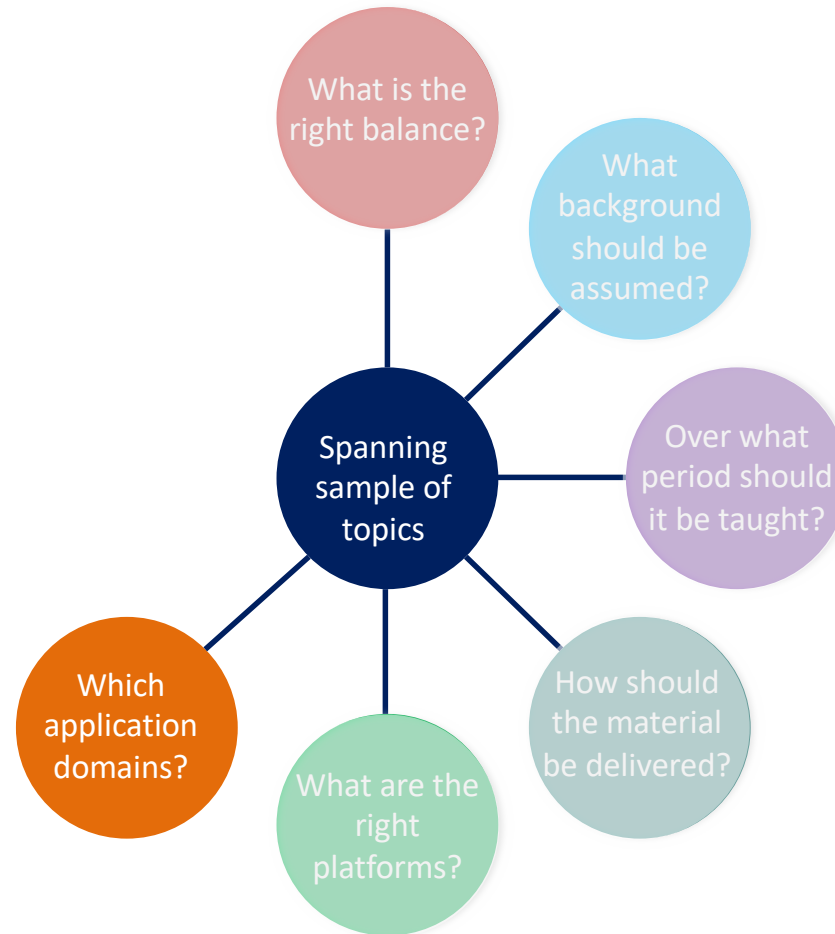 What is the
right balance?
What
background
should be
assumed?
Over what
period should
it be taught?
Spanning
sample of
topics
How should
the material
be delivered?
Which
application
domains?
What are the
right
platforms?